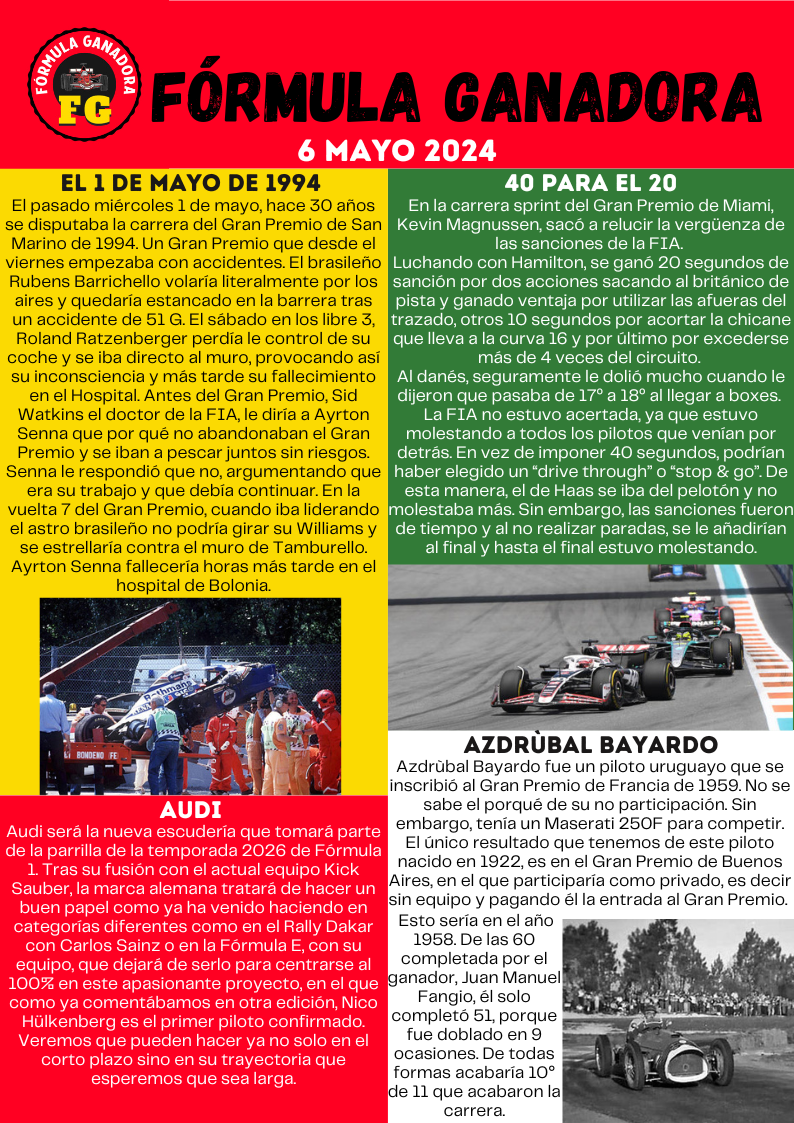 FÓRMULA GANADORA
FG
FÓRMULA GANADORA
6 MAYO 2024
EL 1 DE MAYO DE 1994
El pasado miércoles 1 de mayo, hace 30 años
se disputaba la carrera del Gran Premio de San
Marino de 1994. Un Gran Premio que desde el
viernes empezaba con accidentes. El brasileño
Rubens Barrichello volaría literalmente por los
aires y quedaría estancado en la barrera tras
un accidente de 51 G. El sábado en los libre 3,
Roland Ratzenberger perdía le control de su
coche y se iba directo al muro, provocando así
su inconsciencia y más tarde su fallecimiento
en el Hospital. Antes del Gran Premio, Sid
Watkins el doctor de la FIA, le diría a Ayrton
Senna que por qué no abandonaban el Gran
Premio y se iban a pescar juntos sin riesgos.
Senna le respondió que no, argumentando que
era su trabajo y que debía continuar. En la
vuelta 7 del Gran Premio, cuando iba liderando
el astro brasileño no podría girar su Williams y
se estrellaría contra el muro de Tamburello.
Ayrton Senna fallecería horas más tarde en el
hospital de Bolonia.
Rothmans
BONDENO (FE)
AUDI
Audi será la nueva escudería que tomará parte
de la parrilla de la temporada 2026 de Fórmula
1. Tras su fusión con el actual equipo Kick
Sauber, la marca alemana tratará de hacer un
buen papel como ya ha venido haciendo en
categorías diferentes como en el Rally Dakar
con Carlos Sainz o en la Fórmula E, con su
equipo, que dejará de serlo para centrarse al
100% en este apasionante proyecto, en el que
como ya comentábamos en otra edición, Nico
Hülkenberg es el primer piloto confirmado.
Veremos que pueden hacer ya no solo en el
corto plazo sino en su trayectoria que
esperemos que sea larga.
40 PARA EL 20
En la carrera sprint del Gran Premio de Miami,
Kevin Magnussen, sacó a relucir la vergüenza de
las sanciones de la FIA.
Luchando con Hamilton, se ganó 20 segundos de
sanción por dos acciones sacando al británico de
pista y ganado ventaja por utilizar las afueras del
trazado, otros 10 segundos por acortar la chicane
que lleva a la curva 16 y por último por excederse
más de 4 veces del circuito.
Al danés, seguramente le dolió mucho cuando le
dijeron que pasaba de 17º a 18º al llegar a boxes.
La FIA no estuvo acertada, ya que estuvo
molestando a todos los pilotos que venían por
detrás. En vez de imponer 40 segundos, podrían
haber elegido un “drive through” o “stop & go”. De
esta manera, el de Haas se iba del pelotón y no
molestaba más. Sin embargo, las sanciones fueron
de tiempo y al no realizar paradas, se le añadirían
al final y hasta el final estuvo molestando.
AZDRÙBAL BAYARDO
Azdrùbal Bayardo fue un piloto uruguayo que se
inscribió al Gran Premio de Francia de 1959. No se
sabe el porqué de su no participación. Sin
embargo, tenía un Maserati 250F para competir.
El único resultado que tenemos de este piloto
nacido en 1922, es en el Gran Premio de Buenos
Aires, en el que participaría como privado, es decir
sin equipo y pagando él la entrada al Gran Premio.
Esto sería en el año
1958. De las 60
completada por el
ganador, Juan Manuel
Fangio, él solo
completó 51, porque
fue doblado en 9
ocasiones. De todas
formas acabaría 10º
de 11 que acabaron la
carrera.